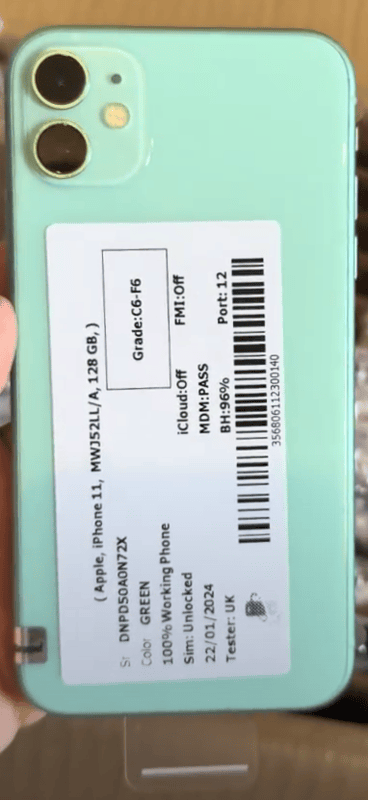 ( Apple, iPhone 11, MWJ52LL/A, 128 GB, )
Grade:C6-F6
Sr DNPD50A0N72X
Color GREEN
100% Working Phone
Sim: Unlocked
22/01/2024
Tester: UK
iCloud:Off FMI:Off
MDM:PASS
BH:96% Port: 12
356806112300140